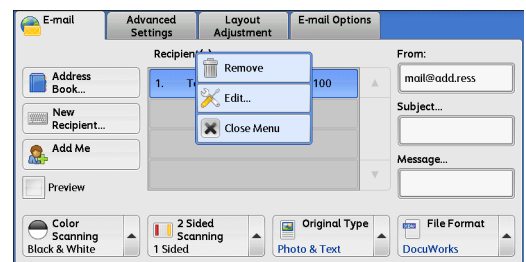 E-mail
Advanced
Settings
Layout
Adjustment
E-mail Options
From:
mail@add.ress
Address
Book...
1.
100
Remove
Edit...
Close Menu
New
Recipient...
Subject...
Add Me
Message...
Preview
Color
Scanning
Black & White
2 Sided
Scanning
1 Sided
Original Type
Photo & Text
File Format
DocuWorks